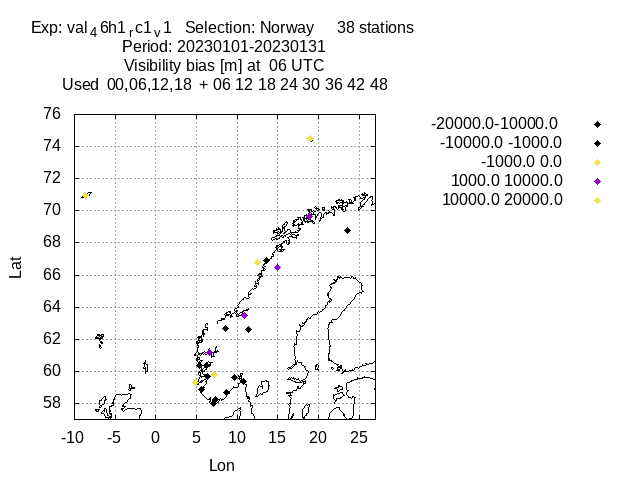 Exp: val 4 6h1 r c1 v 1 Selection: Norway 38 stations
Period: 20230101-20230131
Visibility bias [m] at 06 UTC
Used 00,06,12,18 + 06 12 18 24 30 36 42 48
-20000.0-10000.0
-10000.0 -1000.0
-1000.0 0.0
1000.0 10000.0
10000.0 20000.0
76
74
72
70
68
66
64
62
60
58
Lat
-10 -5 0 5 10 15 20 25
Lon